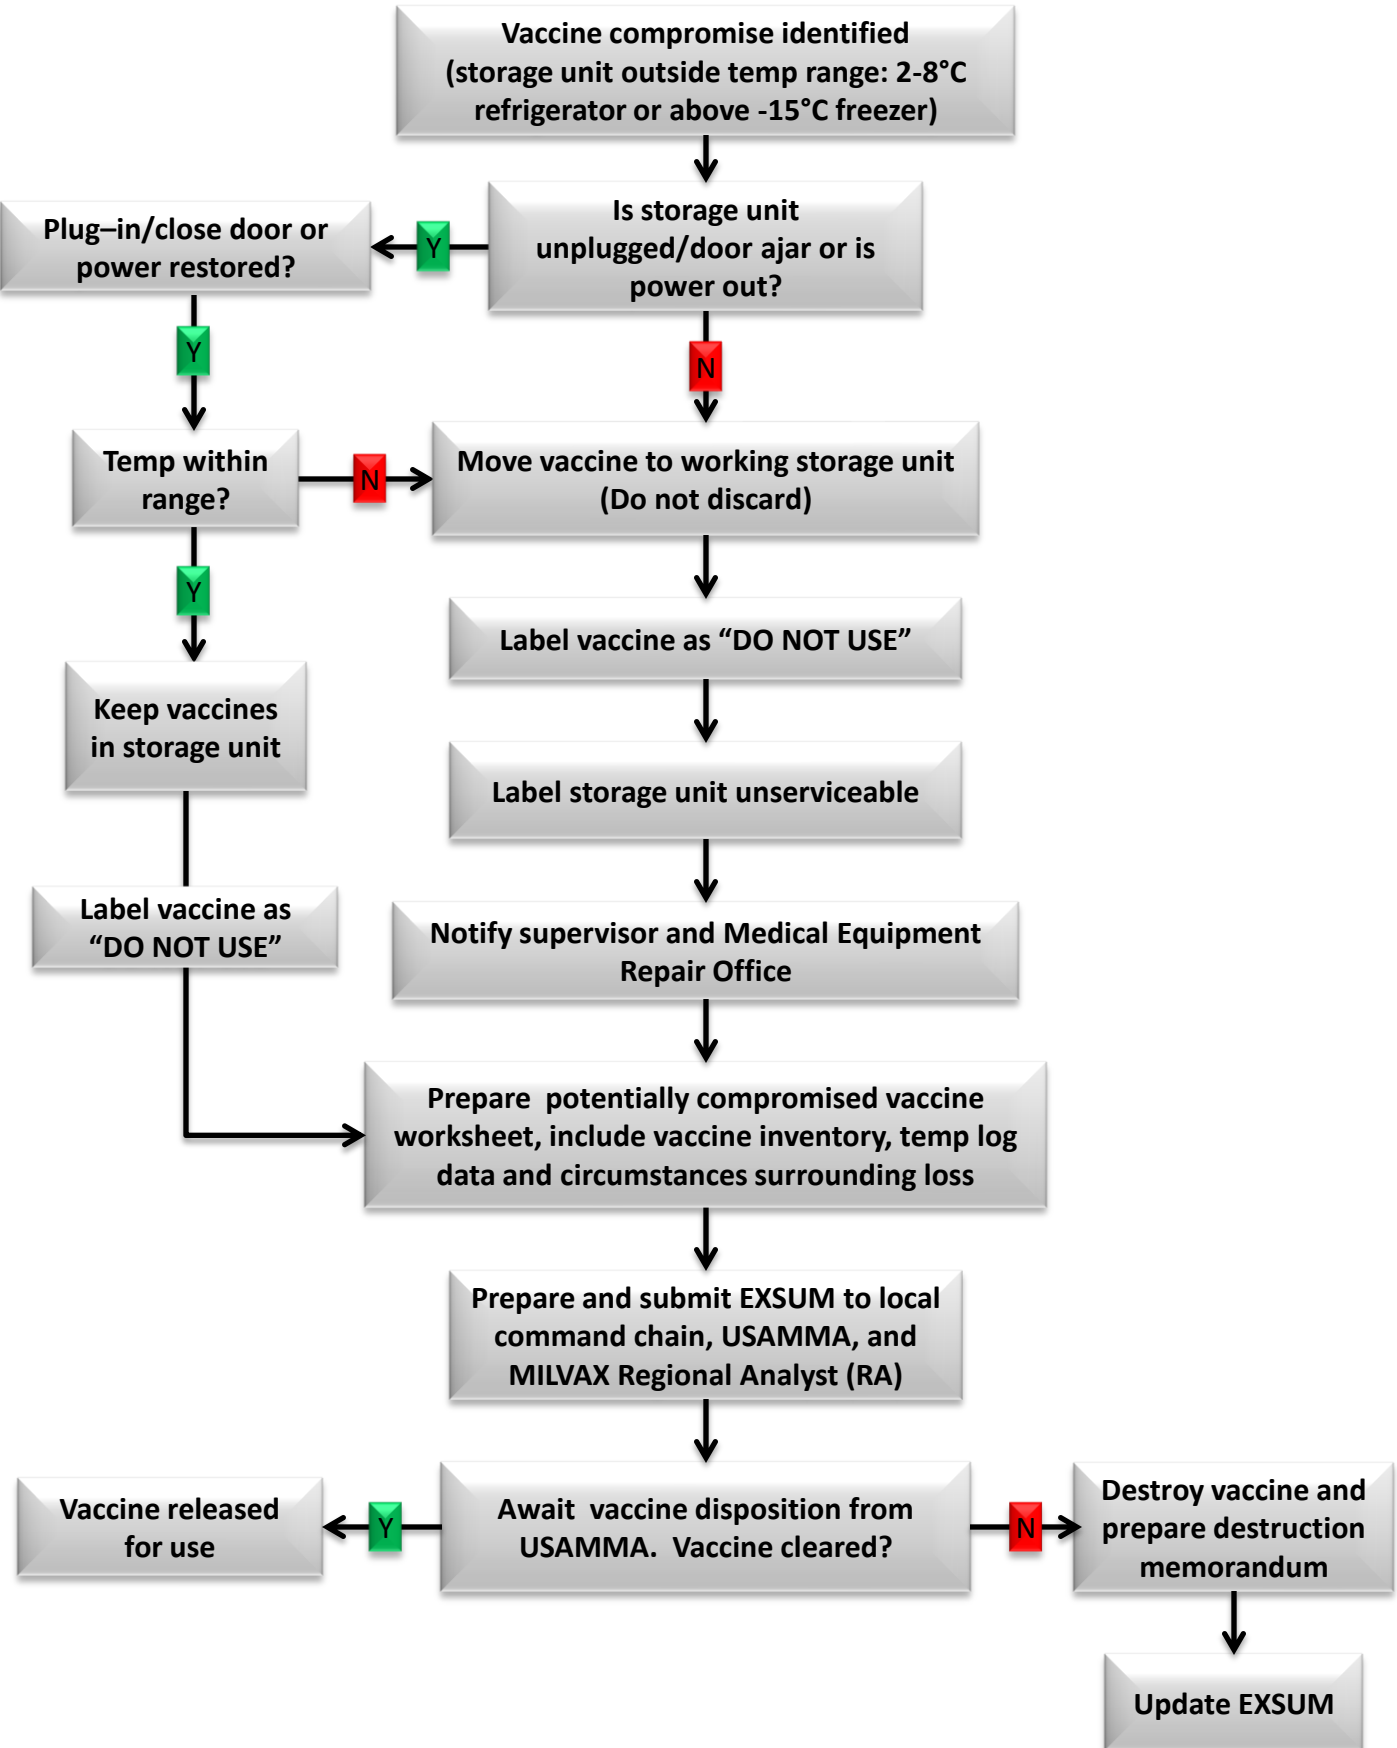 Vaccine compromise identified
(storage unit outside temp range: 2-8°C
refrigerator or above -15°C freezer)
Is storage unit
unplugged/door ajar or is
power out?
Y
Plug–in/close door or
power restored?
Y
N
Temp within
range?
N
Move vaccine to working storage unit
(Do not discard)
Y
Label vaccine as “DO NOT USE”
Keep vaccines
in storage unit
Label storage unit unserviceable
Label vaccine as
“DO NOT USE”
Notify supervisor and Medical Equipment
Repair Office
Prepare  potentially compromised vaccine
worksheet, include vaccine inventory, temp log
data and circumstances surrounding loss
Prepare and submit EXSUM to local
command chain, USAMMA, and
MILVAX Regional Analyst (RA)
Await  vaccine disposition from
USAMMA.  Vaccine cleared?
Y
Vaccine released
for use
N
Destroy vaccine and
prepare destruction
memorandum
Update EXSUM